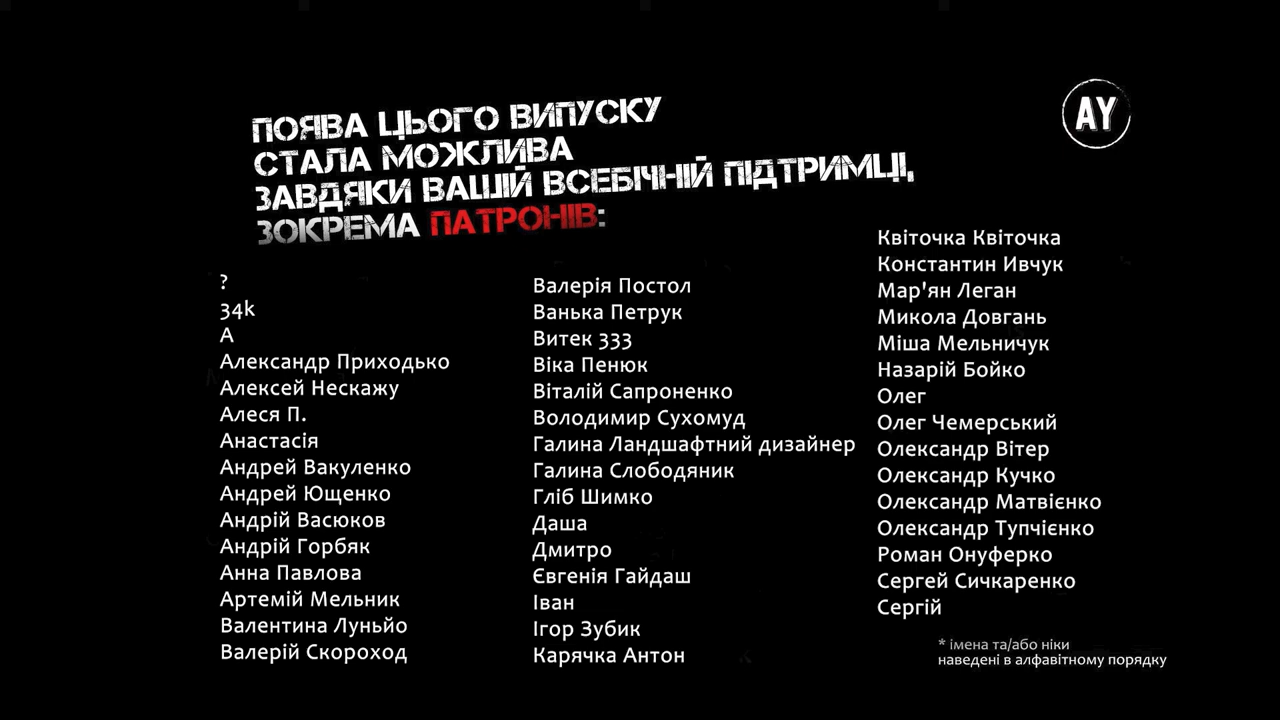 ПОЯВА ЦЬОГО ВИПУСКУ
СТАЛА МОЖЛИВА
ЗАВДЯКИ ВАШІЙ ВСЕБІЧНІЙ ПІДТРИМЦІ,
ЗОКРЕМА ПАТРОНІВ:
АУ
?
34k
А
Александр Приходько
Алексей Нескажу
Алеся П.
Анастасія
Андрей Вакуленко
Андрей Ющенко
Андрій Васюков
Андрій Горбяк
Анна Павлова
Артемій Мельник
Валентина Луньйо
Валерій Скороход
Валерія Постол
Ванька Петрук
Витек 333
Віка Пенюк
Віталій Сапроненко
Володимир Сухомуд
Галина Ландшафтний дизайнер
Галина Слободяник
Гліб Шимко
Даша
Дмитро
Євгенія Гайдаш
Іван
Ігор Зубик
Карячка Антон
Квіточка Квіточка
Константин Ивчук
Мар'ян Леган
Микола Довгань
Міша Мельничук
Назарій Бойко
Олег
Олег Чемерський
Олександр Вітер
Олександр Кучко
Олександр Матвієнко
Олександр Тупчієнко
Роман Онуферко
Сергей Сичкаренко
Сергій
* імена та/або ніки
наведені в алфавітному порядку